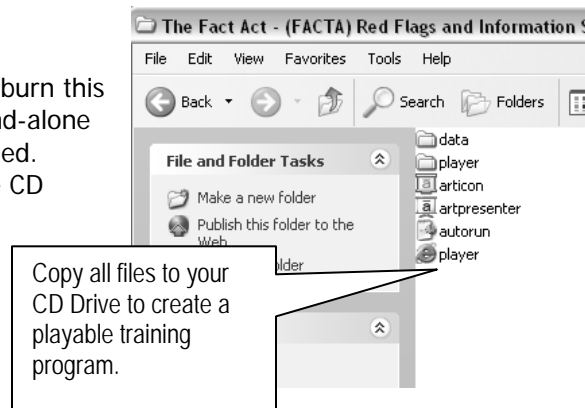 The Fact Act - (FACTA) Red Flags and Information S
File Edit View Favorites Tools Help
Back Search Folders
burn this
nd-alone
ed.
CD
File and Folder Tasks
Make a new folder
Publish this folder to the
Web
older
data
player
articon
artpresenter
autorun
player
Copy all files to your
CD Drive to create a
playable training
program.